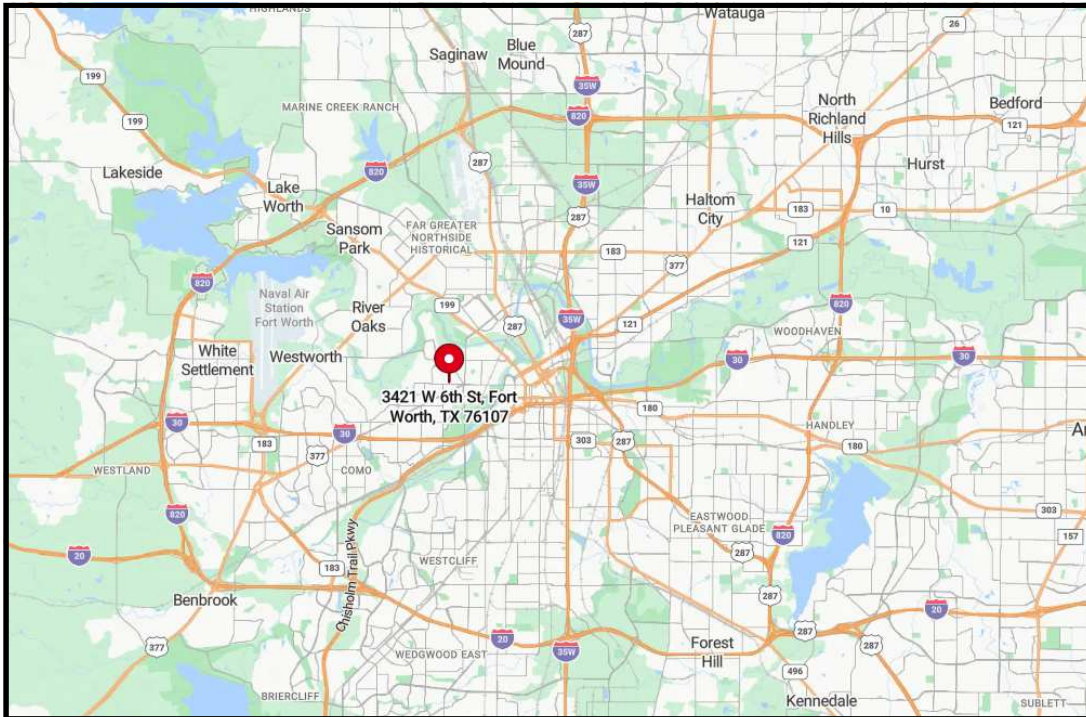 HIGHLANDS
287
Watauga
26
Saginaw
Blue
Mound
199
35W
North
Richland
Hills
Bedford
MARINE CREEK RANCH
820
121
199
Lakeside
287
Hurst
820
35W
Lake
Worth
Haltom
City
183
10
287
Sansom
Park
FAR GREATER
NORTHSIDE
HISTORICAL
121
183
377
820
Naval Air
Station
Fort Worth
199
River
Oaks
820
287
35W
121
WOODHAVEN
White
Settlement
Westworth
30
30
3421 W 6th St, Fort
Worth, TX 76107
180
30
30
HANDLEY
183
377
303
287
180
WESTLAND
COMO
820
303
EASTWOOD
PLEASANT GLADE
157
820
287
20
WESTCLIFF
183
Chisholm Trail Pkwy
287
Benbrook
20
20
287
377
35W
Forest
Hill
287
WEDGWOOD EAST
496
BRIERCLIFF
Kennedale
SUBLETT